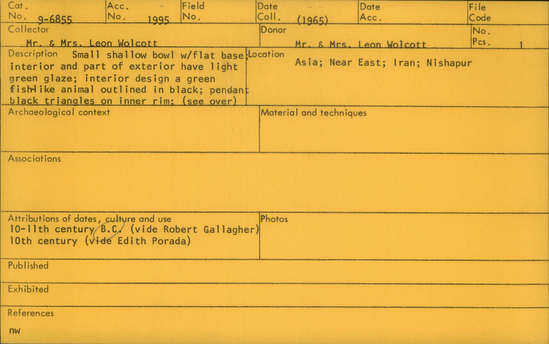 Cat. No. 9-6855 Acc. No. 1995 Field No. Date Coll. (1965) Date Acc. File Code
Collector Donor No. Pcs. 1
Mr. & Mrs. Leon Wolcott Mr. & Mrs. Leon Wolcott
Description Small shallow bowl w/flat base; Location
interior and part of exterior have light Asia; Near East; Iran; Nishapur
green glaze; interior design a green
fish-like animal outlined in black; pendant
black triangles on inner rim; (see over)
Archaeological context Material and techniques
Associations
Attributions of dates, culture and use Photos
10-11th century B.C. (vide Robert Gallagher)
10th century (vide Edith Porada)
Published
Exhibited
References
nw